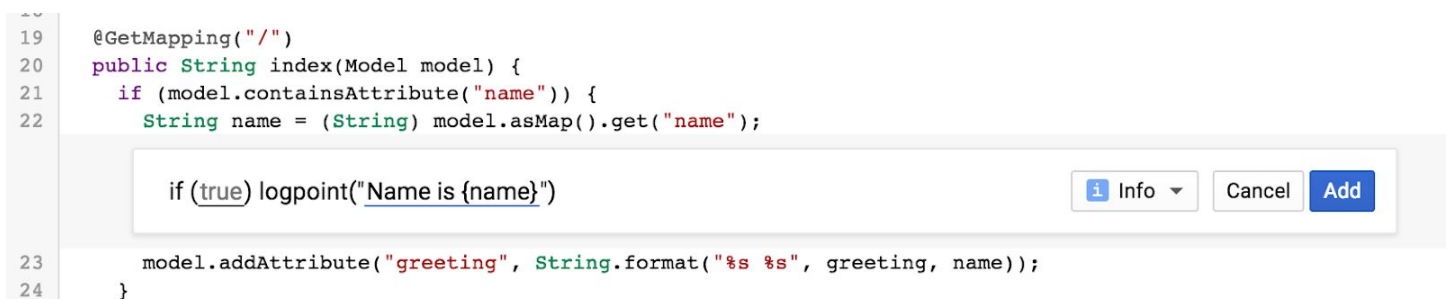 19 @GetMapping("/")
20 public String index(Model model) {
21 if (model.containsAttribute("name")) {
22 String name = (String) model.asMap().get("name");
if (true) logpoint("Name is {name}") i Info Cancel Add
23 model.addAttribute("greeting", String.format("%s %s", greeting, name));
24 }